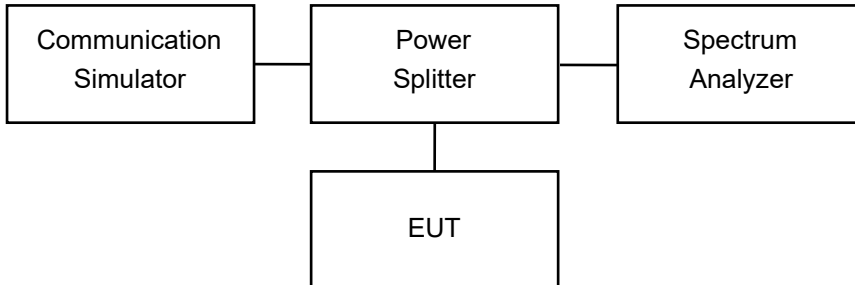 Communication
Simulator
Power
Splitter
Spectrum
Analyzer
EUT